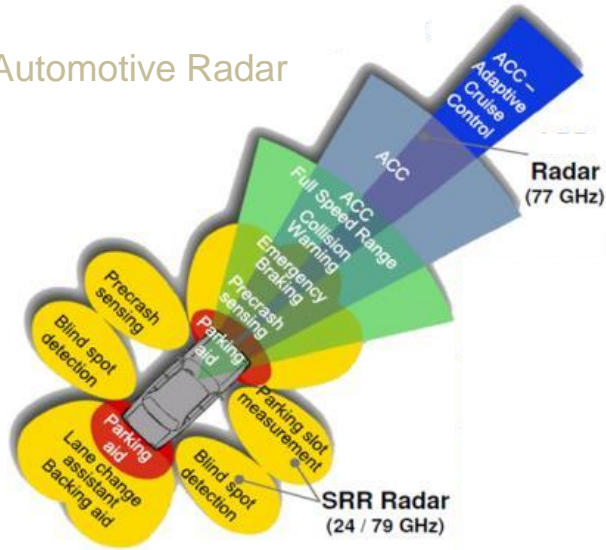 Automotive Radar
ACC –
Adaptive
Cruise
Control
Radar
(77 GHz)
ACC
ACC
Full Speed Range
Collision
Warning
Emergency
Braking
Precrash
sensing
Parking
aid
Precrash
sensing
Blind spot
detection
Parking slot
measurement
Parking
aid
Lane change
assistant
Backing aid
Blind spot
detection
SRR Radar
(24 / 79 GHz)